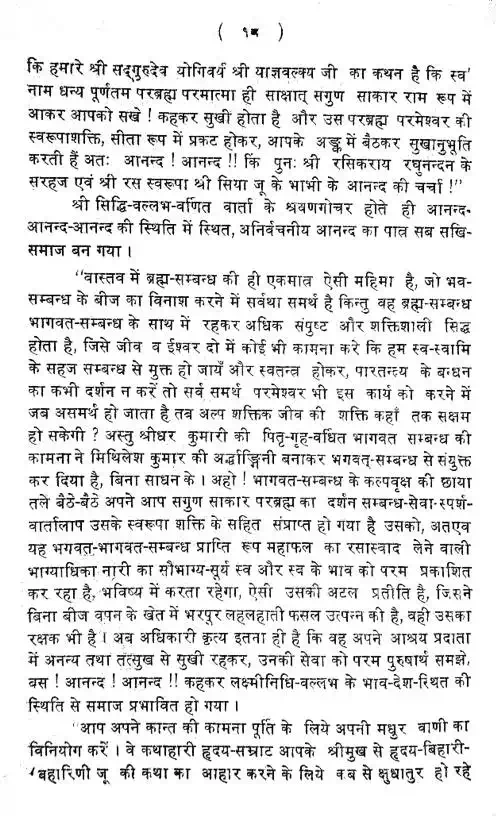 ( १८ )
कि हमारे श्री सद्गुरुदेव योगिवर्य श्री याज्ञवल्क्य जी का कथन है कि स्व'
नाम धन्य पूर्णतम परब्रह्म परमात्मा ही साक्षात् सगुण साकार राम रूप में
आकर आपको सखे ! कहकर सुखी होता है और उस परब्रह्म परमेश्वर की
स्वरूपाशक्ति, सीता रूप में प्रकट होकर, आपके अङ्क में बैठकर सुखानुभूति
करती हैं अतः आनन्द ! आनन्द !! किं पुनः श्री रसिकराय रघुनन्दन के
सरहज एवं श्री रस स्वरूपा श्री सिया जू के भाभी के आनन्द की चर्चा !"
श्री सिद्धि-वल्लभ-वणित वार्ता के श्रयणगोचर होते ही आनन्द-
आनन्द-आनन्द की स्थिति में स्थित, अनिर्वचनीय आनन्द का पात्र सब सखि-
समाज बन गया ।
"वास्तव में ब्रह्म-सम्बन्ध की ही एकमात्र ऐसी महिमा है, जो भव-
सम्बन्ध के बीज का विनाश करने में सर्वथा समर्थ है किन्तु वह ब्रह्म-सम्बन्ध
भागवत-सम्बन्ध के साथ में रहकर अधिक संपुष्ट और शक्तिशाली सिद्ध
होता है, जिसे जीव व ईश्वर दो में कोई भी कामना करे कि हम स्व-स्वामि
के सहज सम्बन्ध से मुक्त हो जायँ और स्वतन्त्र होकर, पारतन्त्र्य के बन्धन
का कभी दर्शन न करें तो सर्व समर्थ परमेश्वर भी इस कार्य को करने में
जब असमर्थ हो जाता है तब अल्प शक्तिक जीव की शक्ति कहाँ तक सक्षम
हो सकेगी ? अस्तु श्रीधर कुमारी की पितृ-गृह-वधित भागवत सम्बन्ध की
कामना ने मिथिलेश कुमार की अर्द्धाङ्गिनी बनाकर भगवत्-सम्बन्ध से संयुक्त
कर दिया है, बिना साधन के । अहो ! भागवत-सम्बन्ध के कल्पवृक्ष की छाया
तले बैठे-बैठे अपने आप सगुण साकार परब्रह्म का दर्शन सम्बन्ध-सेवा-स्पर्श-
वार्तालाप उसके स्वरूपा शक्ति के सहित संप्राप्त हो गया है उसको, अतएव
यह भगवत्-भागवत-सम्बन्ध प्राप्ति रूप महाफल का रसास्वाद लेने वाली
भाग्याधिका नारी का सौभाग्य-सूर्य स्व और स्व के भाव को परम प्रकाशित
कर रहा है, भविष्य में करता रहेगा, ऐसी उसकी अटल प्रतीति है, जिसने
बिना बीज वपन के खेत में भरपूर लहलहाती फसल उत्पन्न की है, वही उसका
रक्षक भी है । अब अधिकारी कृत्य इतना ही है कि वह अपने आश्रय प्रदाता
में अनन्य तथा तत्सुख से सुखी रहकर, उनकी सेवा को परम पुरुषार्थ समझे,
बस ! आनन्द ! आनन्द !! कहकर लक्ष्मीनिधि-वल्लभ के भाव-देश-स्थित की
स्थिति से समाज प्रभावित हो गया ।
"आप अपने कान्त की कामना पूर्ति के लिये अपनी मधुर वाणी का
विनियोग करें । वे कथाहारी हृदय-सम्राट आपके श्रीमुख से हृदय-बिहारी-
बहारिणी जू की कथा का आहार करने के लिये कब से क्षुधातुर हो रहे